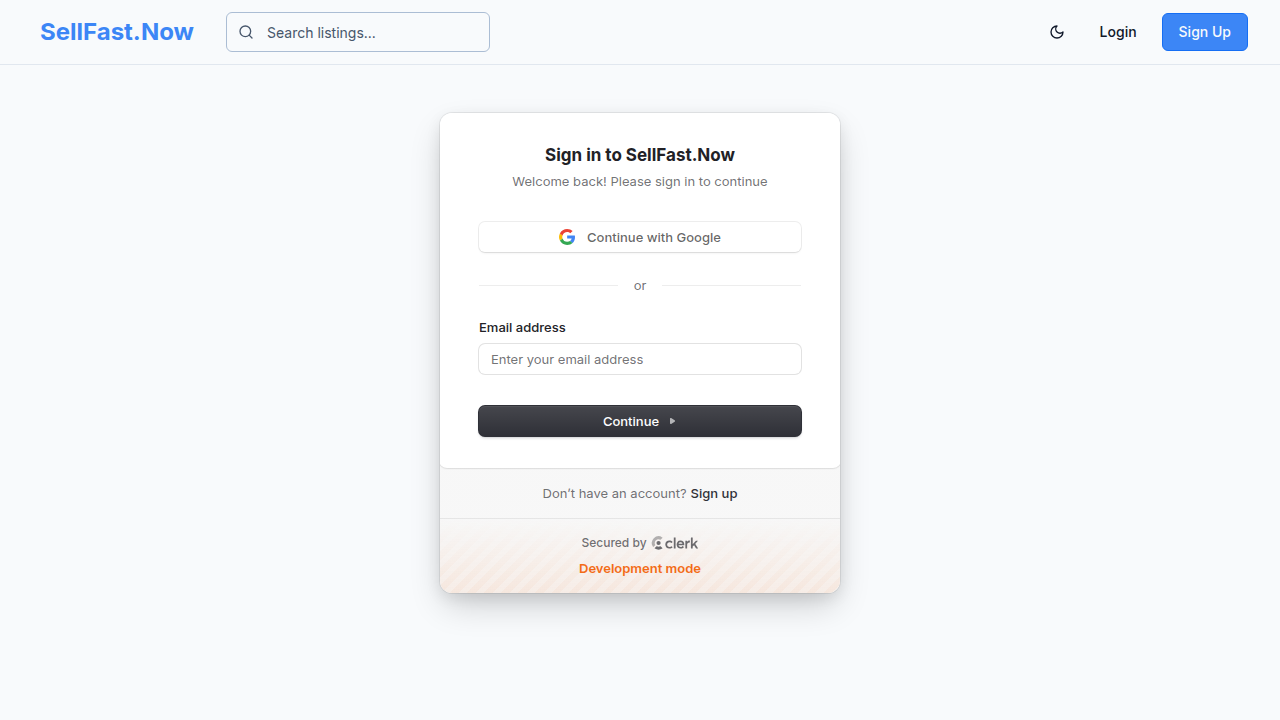 SellFast.Now
Search listings...
Login
Sign Up
Sign in to SellFast.Now
Welcome back! Please sign in to continue
Continue with Google
or
Email address
Enter your email address
Continue
Don’t have an account? Sign up
Secured by clerk
Development mode